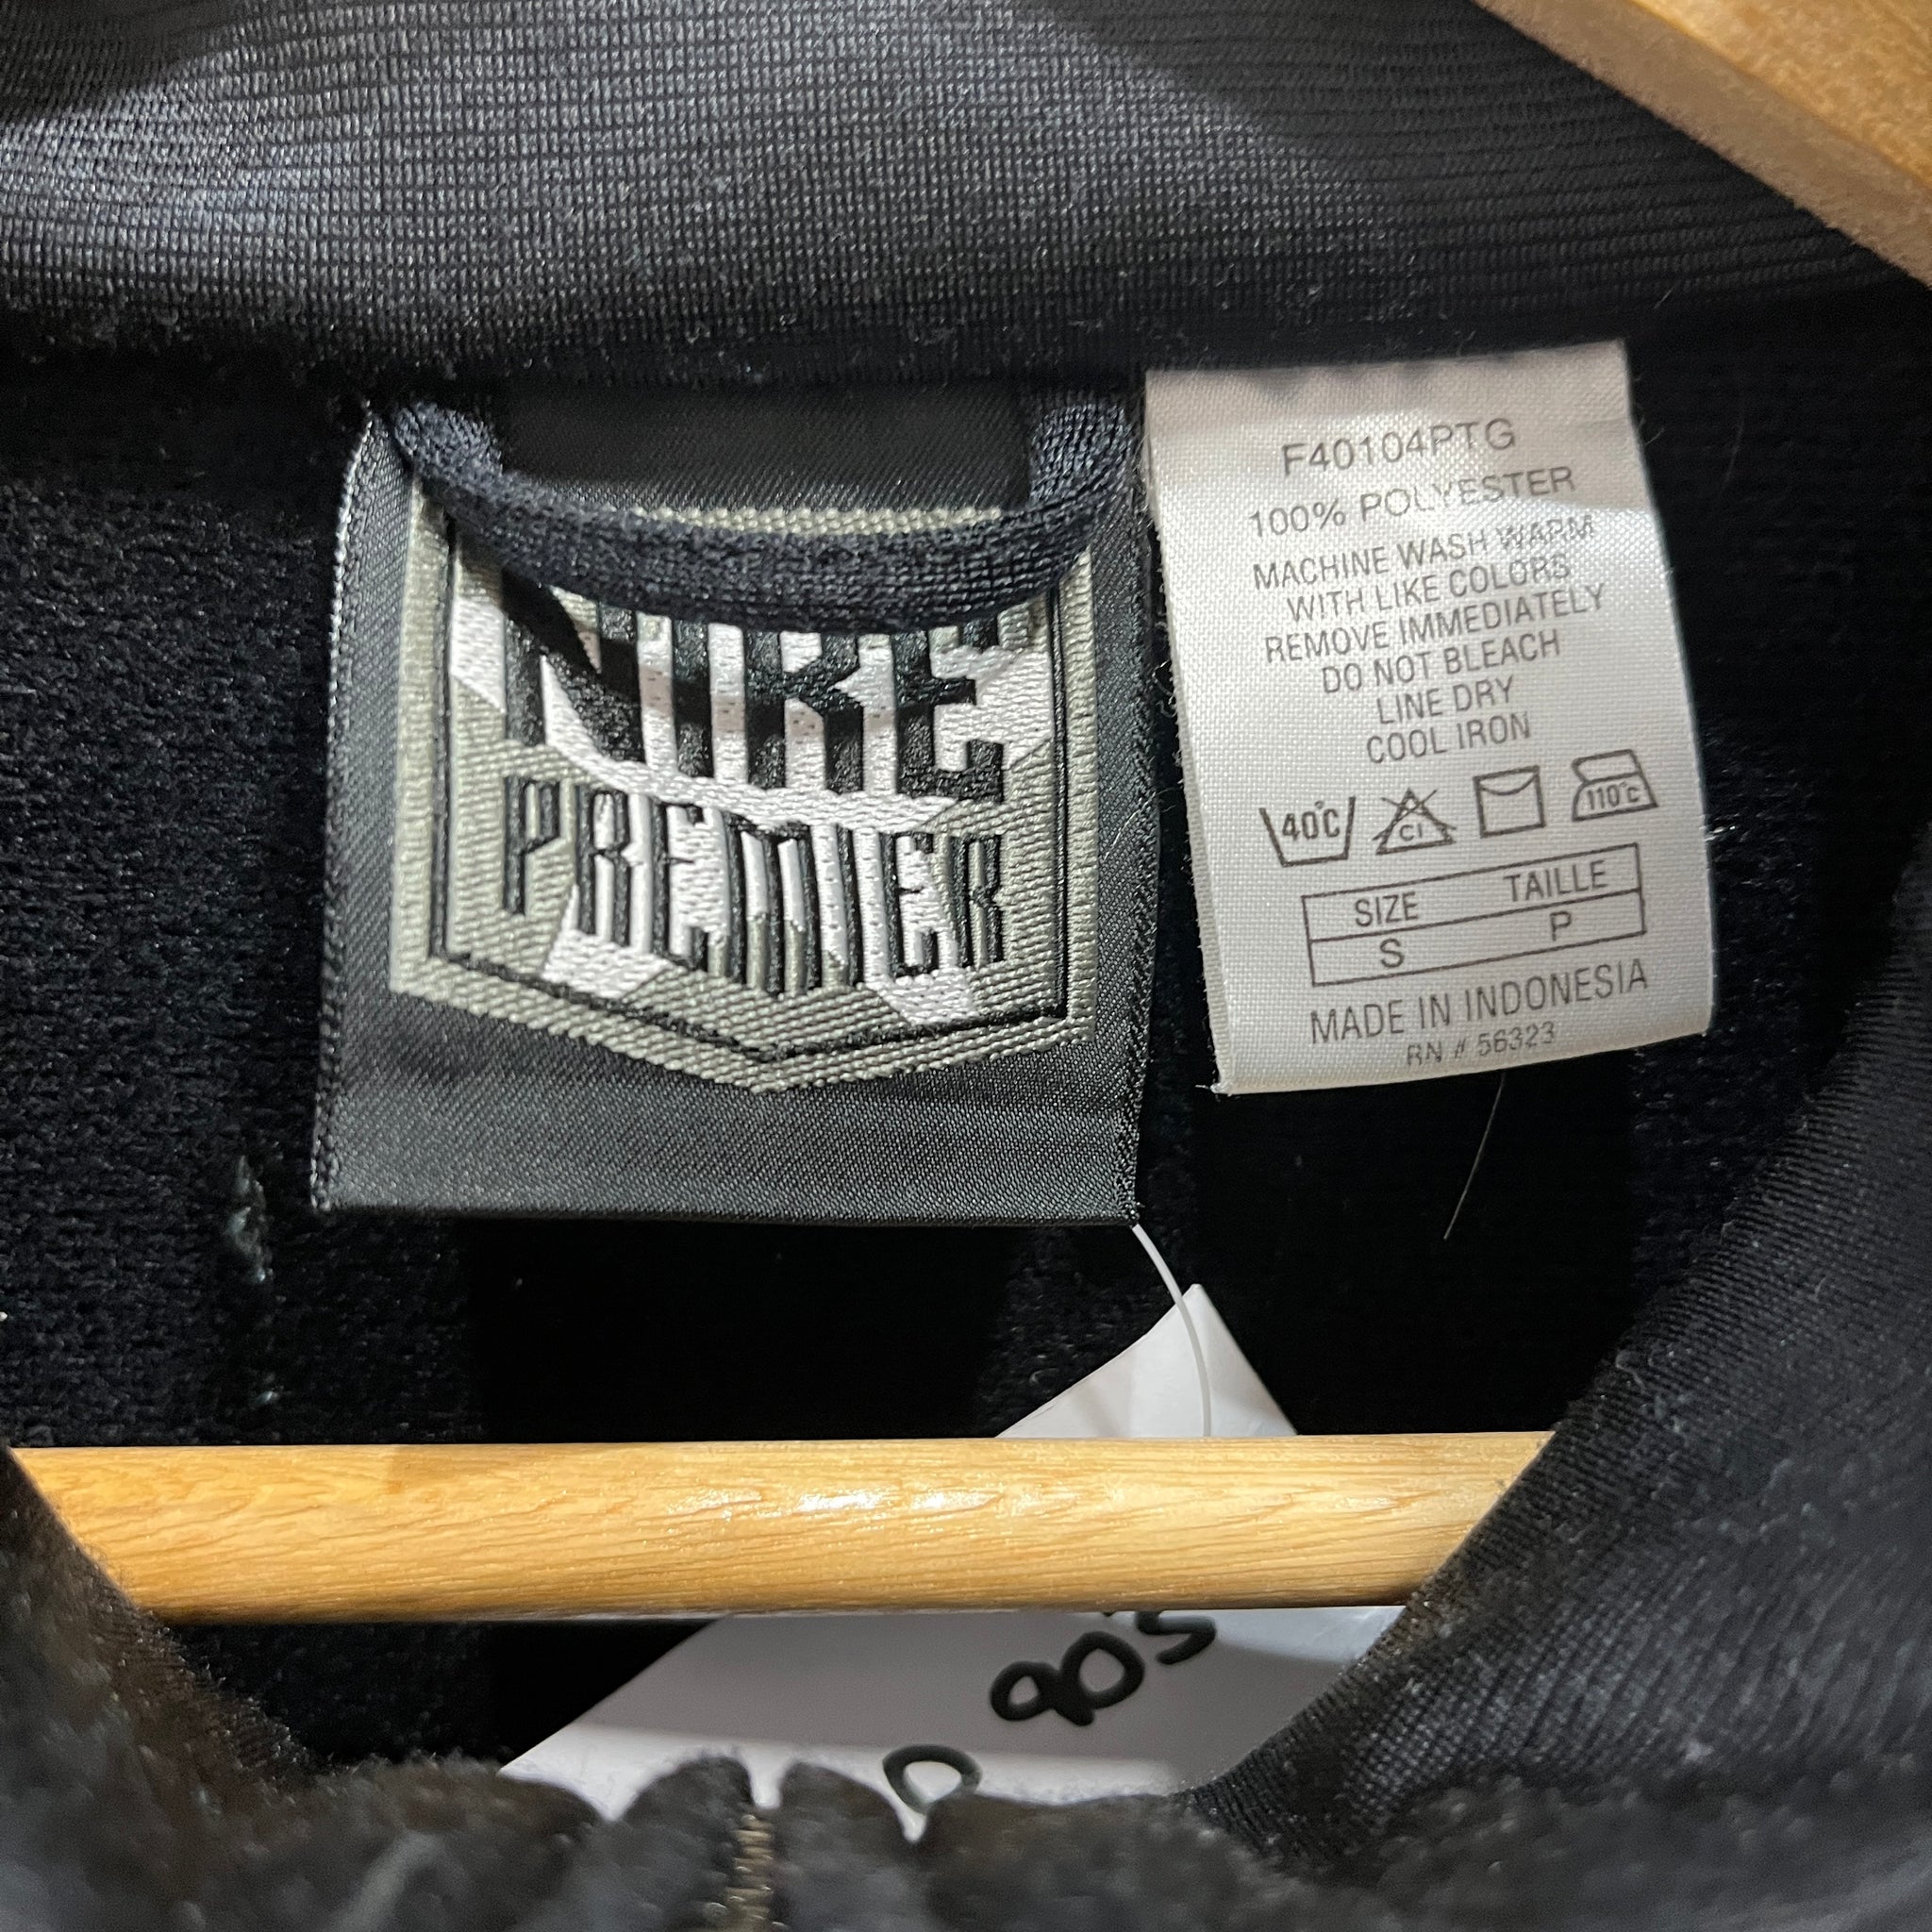 NIKE
PREMIER
F40104PTG
100% POLYESTER
MACHINE WASH WARM
WITH LIKE COLORS
REMOVE IMMEDIATELY
DO NOT BLEACH
LINE DRY
COOL IRON
40°C Cl 110°C
SIZE TAILLE
S P
MADE IN INDONESIA
RN # 56323
90s